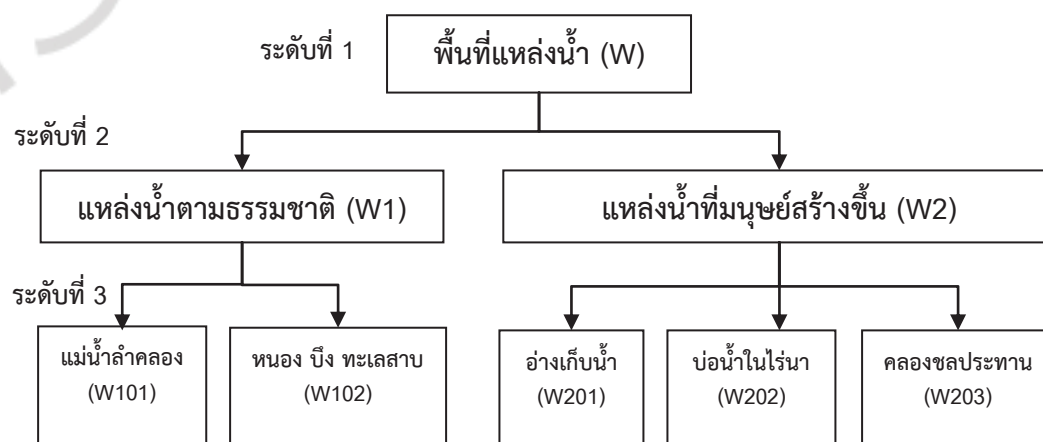 ระดับที่ 1
พื้นที่แหล่งน้ำ (W)
ระดับที่ 2
แหล่งน้ำตามธรรมชาติ (W1)
แหล่งน้ำที่มนุษย์สร้างขึ้น (W2)
ระดับที่ 3
แม่น้ำลำคลอง
(W101)
หนอง บึง ทะเลสาบ
(W102)
อ่างเก็บน้ำ
(W201)
บ่อน้ำในไร่นา
(W202)
คลองชลประทาน
(W203)